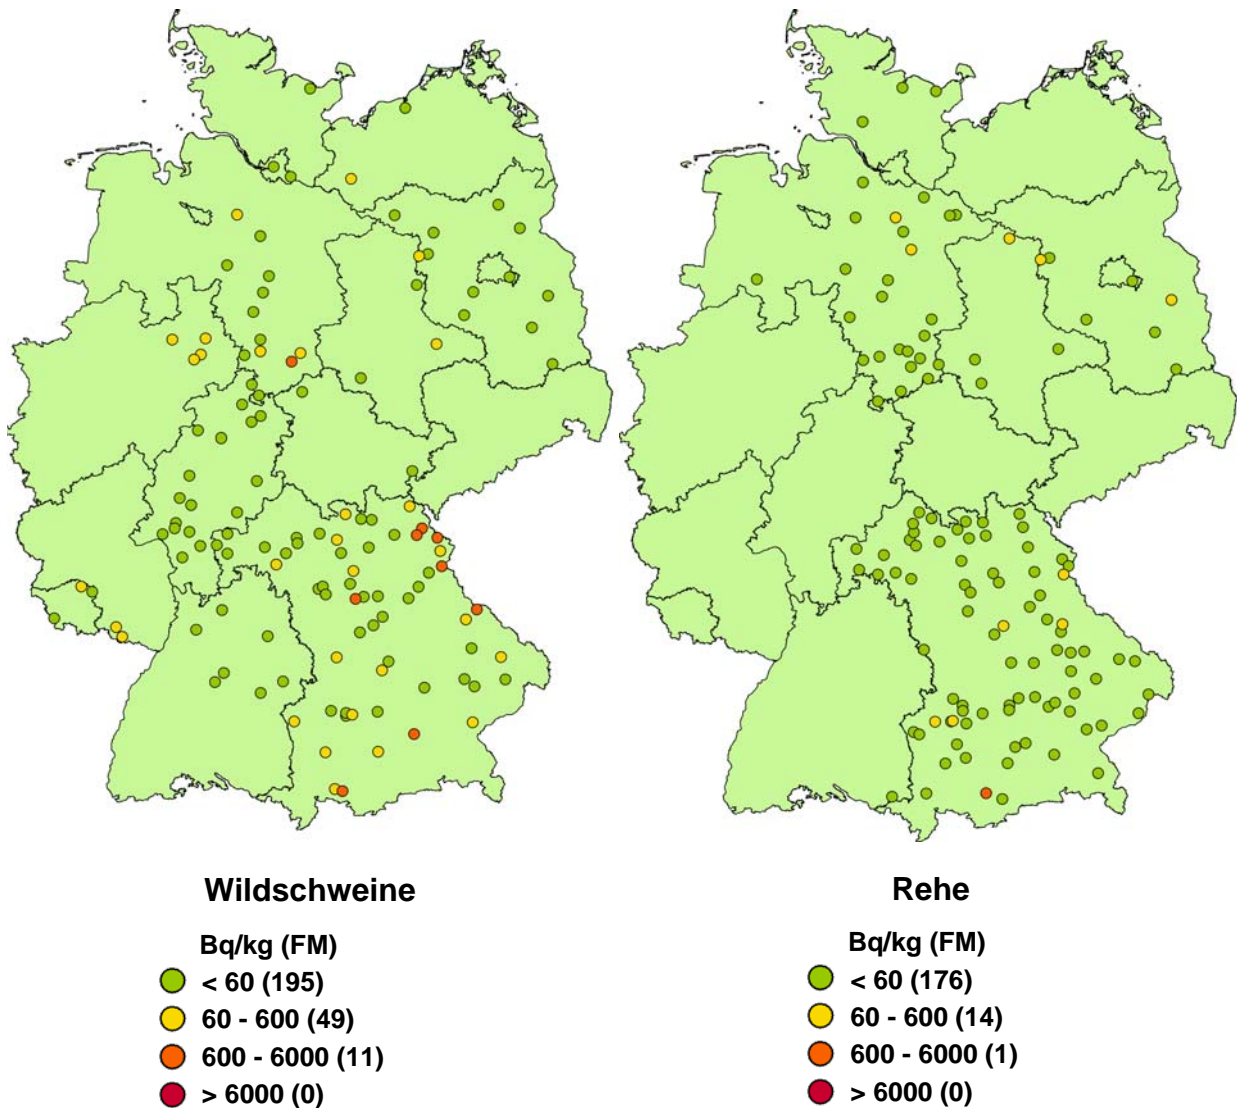 Wildschweine
Bq/kg (FM)
< 60 (195)
60 - 600 (49)
600 - 6000 (11)
> 6000 (0)
Rehe
Bq/kg (FM)
< 60 (176)
60 - 600 (14)
600 - 6000 (1)
> 6000 (0)